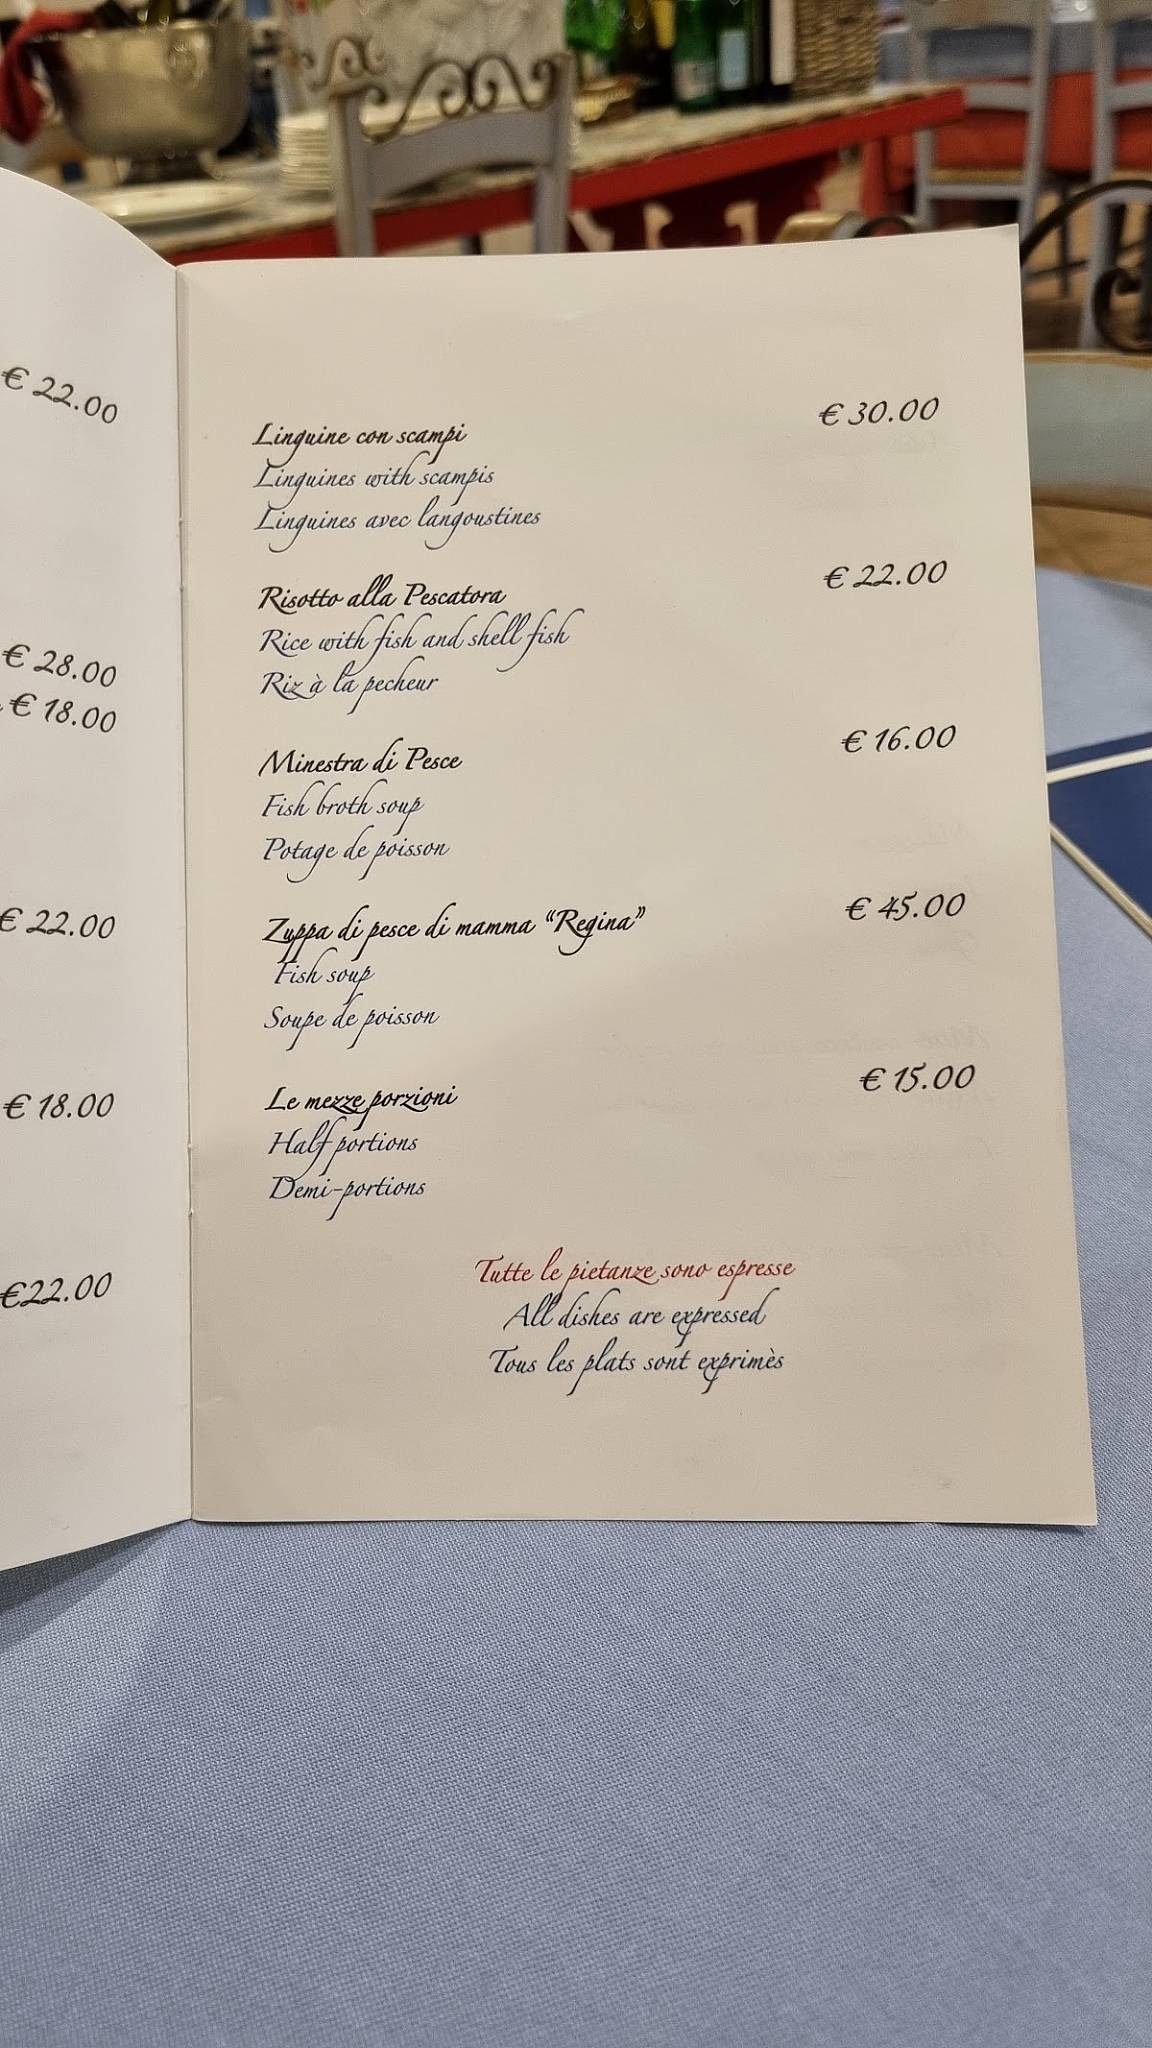 € 22.00
€ 28.00
€ 18.00
€ 22.00
€ 18.00
€22.00
Linguine con scampi € 30.00
Linguines with scampis
Linguines avec langoustines
Risotto alla Pescatora € 22.00
Rice with fish and shell fish
Riz à la pecheur
Minestra di Pesce € 16.00
Fish broth soup
Potage de poisson
Zuppa di pesce di mamma “Regina” € 45.00
Fish soup
Soupe de poisson
Le mezze porzioni € 15.00
Half portions
Demi-portions
Tutte le pietanze sono espresse
All dishes are expressed
Tous les plats sont exprimès